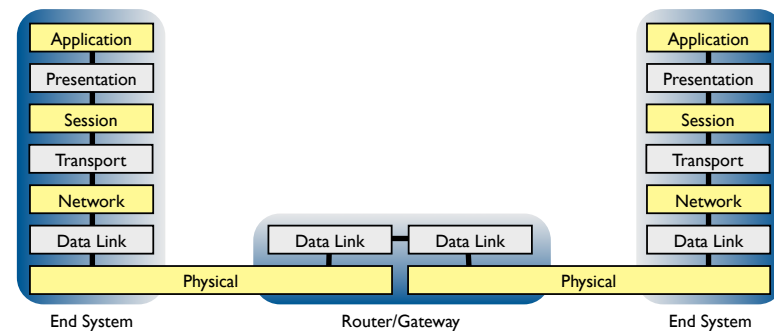 Application
Presentation
Session
Transport
Network
Data Link
Application
Presentation
Session
Transport
Network
Data Link
Data Link
Data Link
Physical
Physical
End System
Router/Gateway
End System